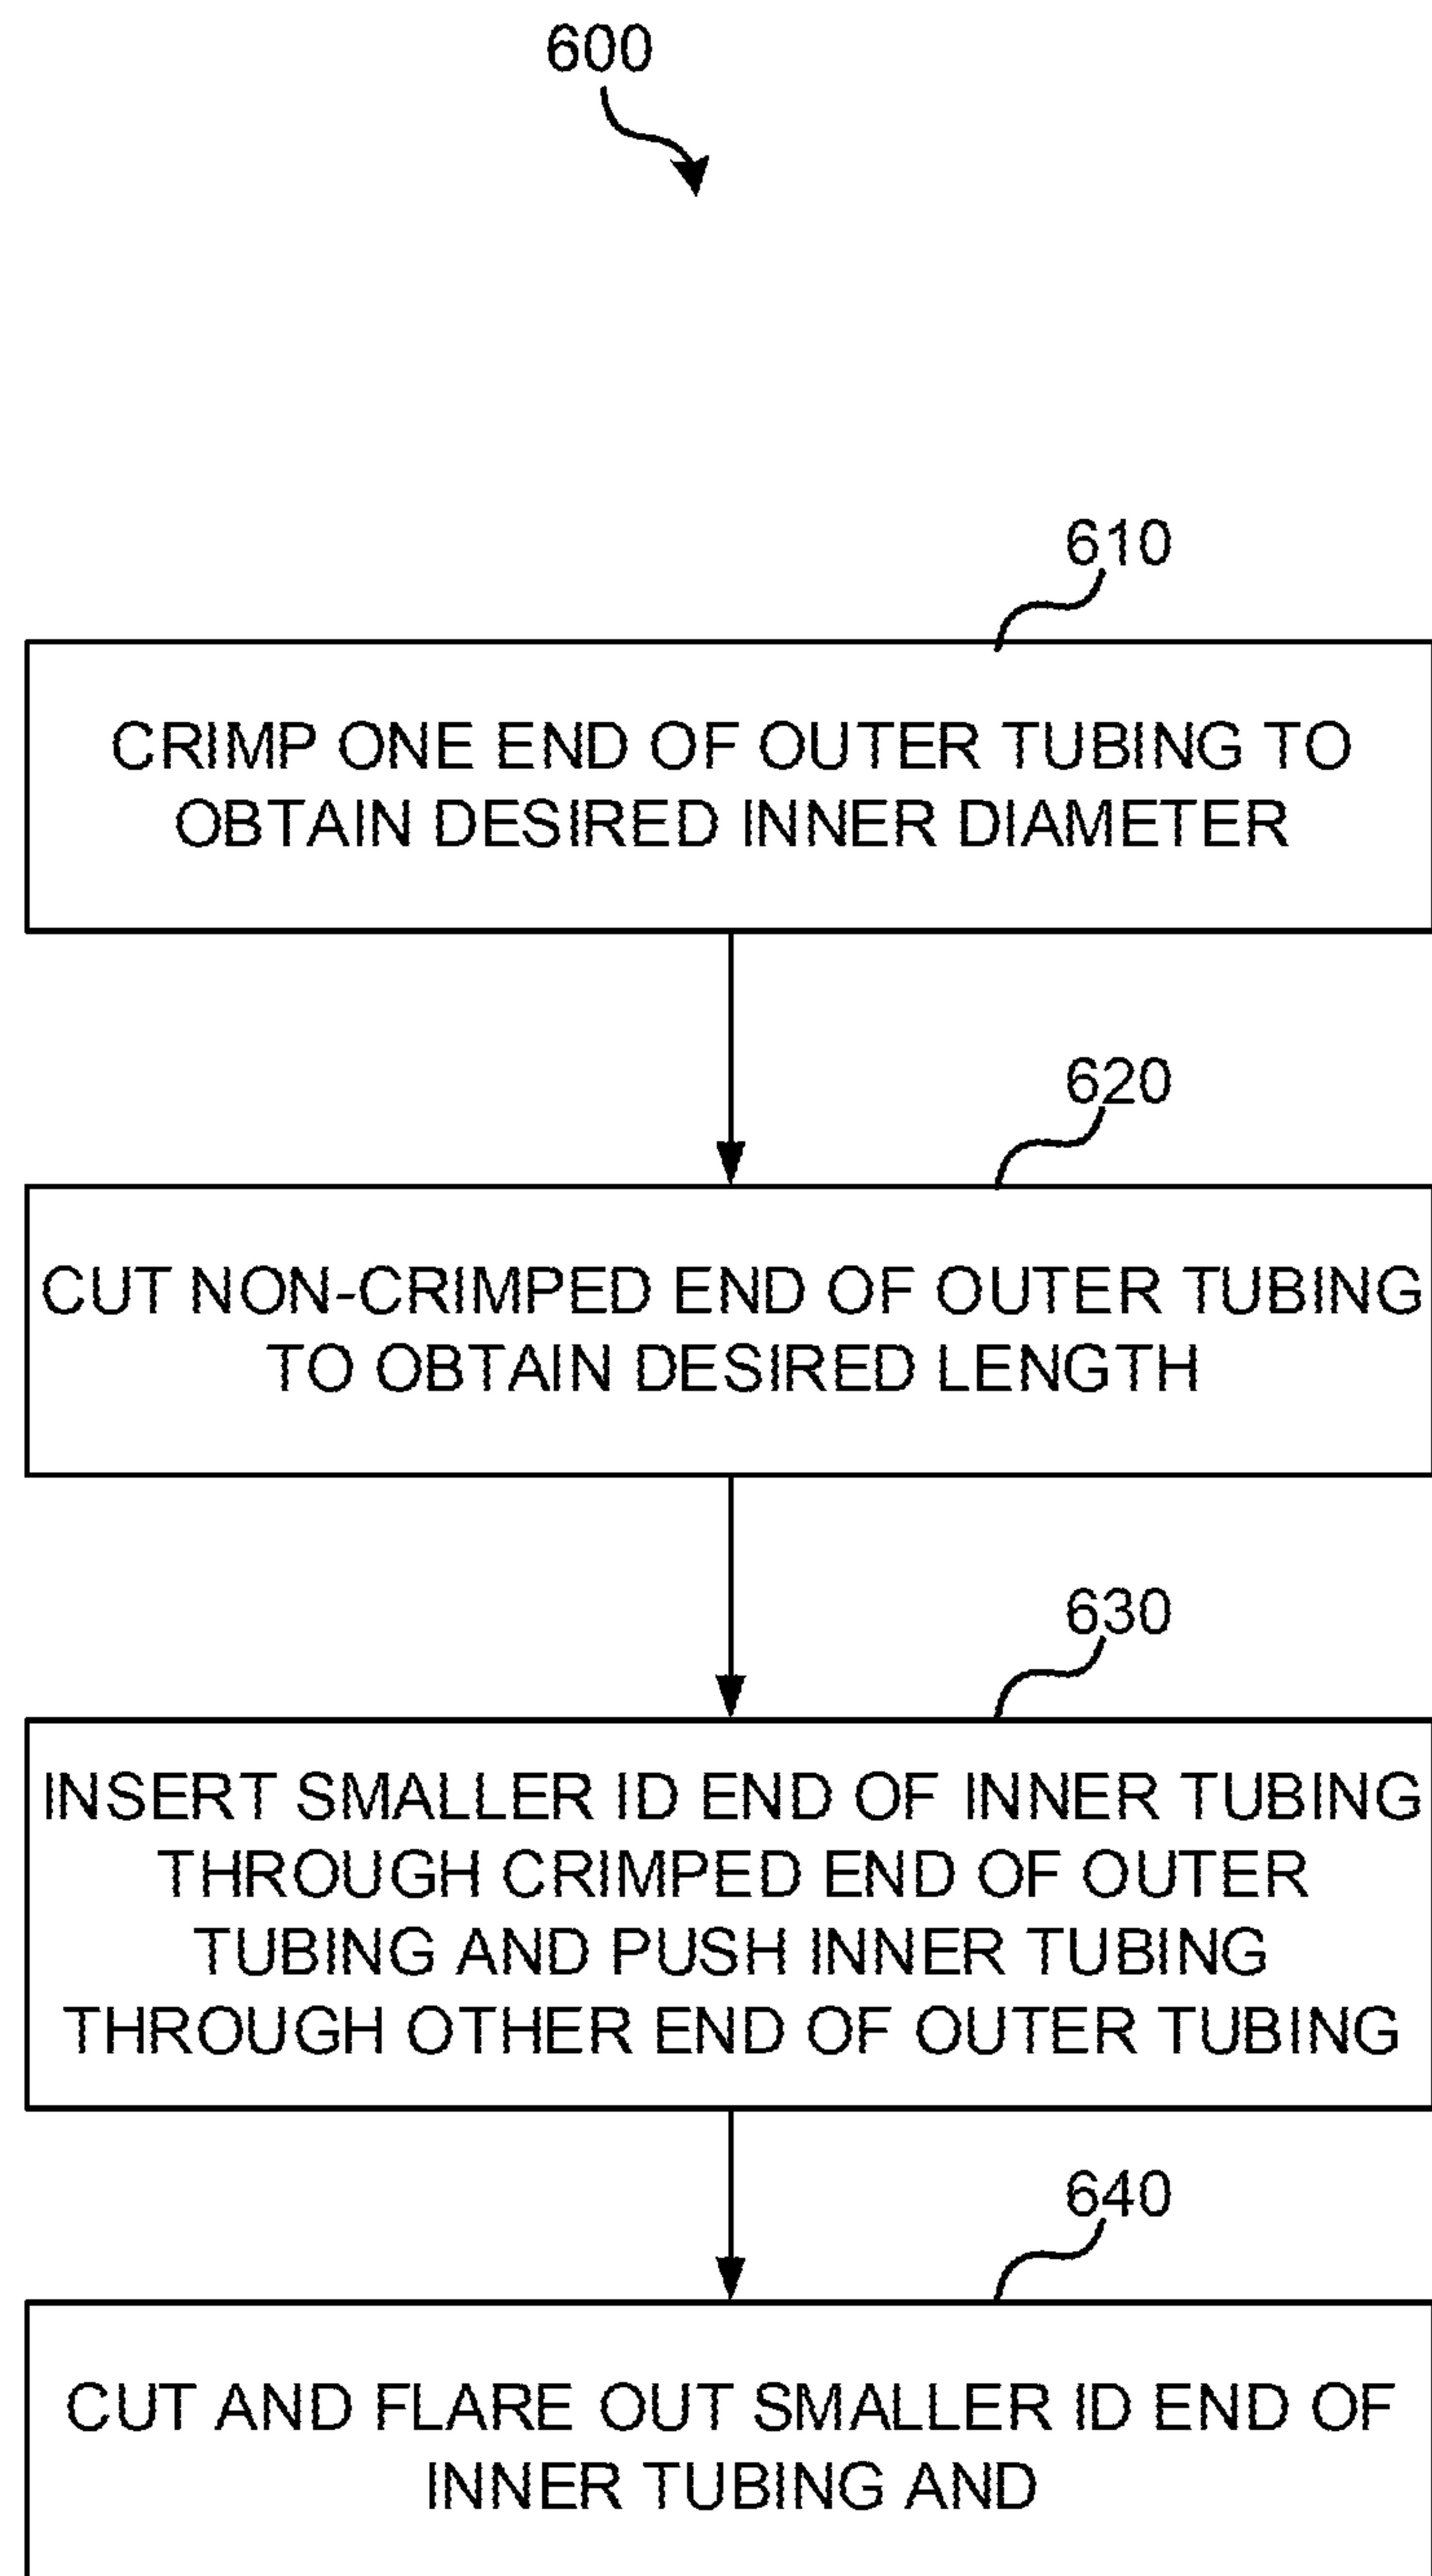 600
610
CRIMP ONE END OF OUTER TUBING TO
OBTAIN DESIRED INNER DIAMETER
620
CUT NON-CRIMPED END OF OUTER TUBING
TO OBTAIN DESIRED LENGTH
630
INSERT SMALLER ID END OF INNER TUBING
THROUGH CRIMPED END OF OUTER
TUBING AND PUSH INNER TUBING
THROUGH OTHER END OF OUTER TUBING
640
CUT AND FLARE OUT SMALLER ID END OF
INNER TUBING AND